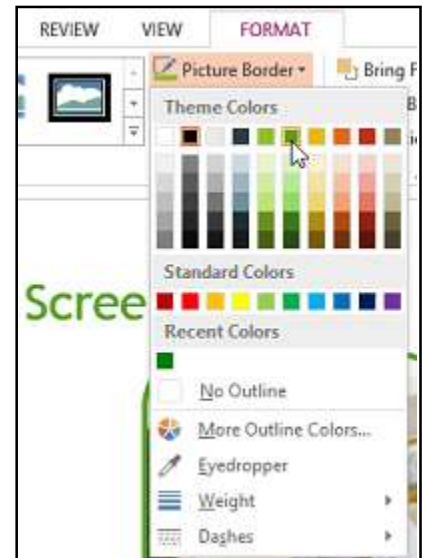 REVIEW VIEW FORMAT
Picture Border Bring F
Theme Colors
Scree
Standard Colors
Recent Colors
No Outline
More Outline Colors...
Eyedropper
Weight
Dashes